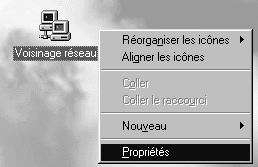 Voisinage réseau
Réorganiser les icônes
Aligner les icônes
Coller
Coller le raccourci
Nouveau
Propriétés